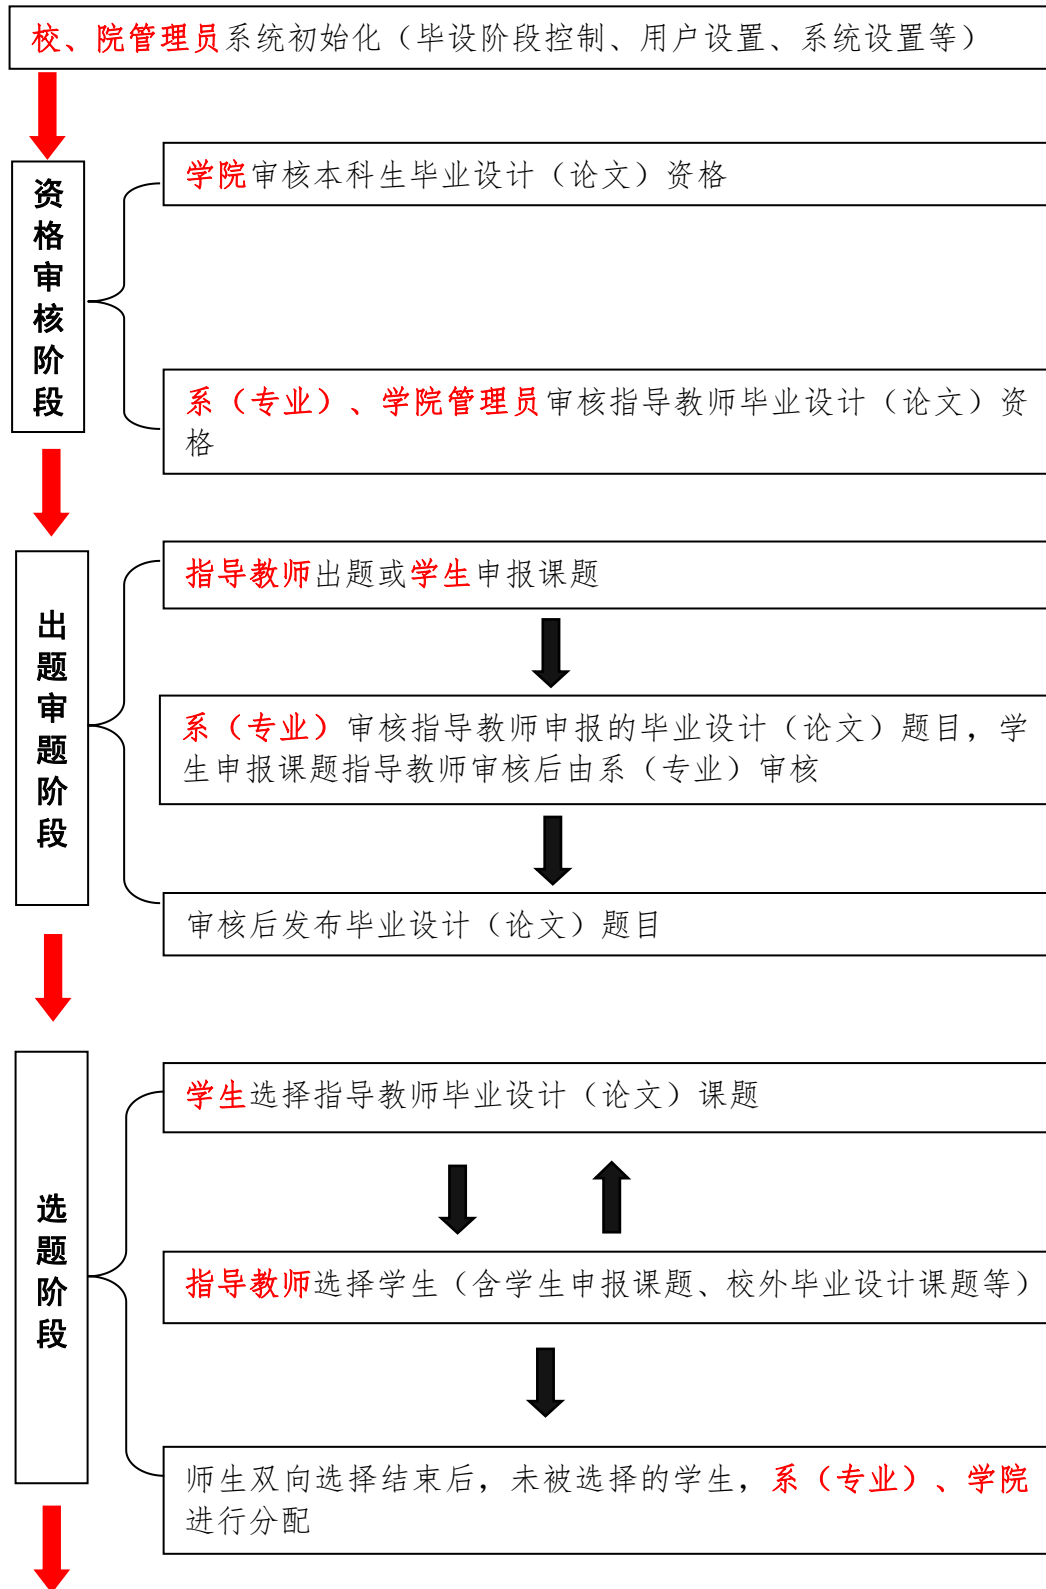 校、院管理员系统初始化（毕设阶段控制、用户设置、系统设置等）
资格审核阶段
学院审核本科生毕业设计（论文）资格
系（专业）、学院管理员审核指导教师毕业设计（论文）资
格
出题审题阶段
指导教师出题或学生申报课题
系（专业）审核指导教师申报的毕业设计（论文）题目，学
生申报课题指导教师审核后由系（专业）审核
审核后发布毕业设计（论文）题目
选题阶段
学生选择指导教师毕业设计（论文）课题
指导教师选择学生（含学生申报课题、校外毕业设计课题等）
师生双向选择结束后，未被选择的学生，系（专业）、学院
进行分配